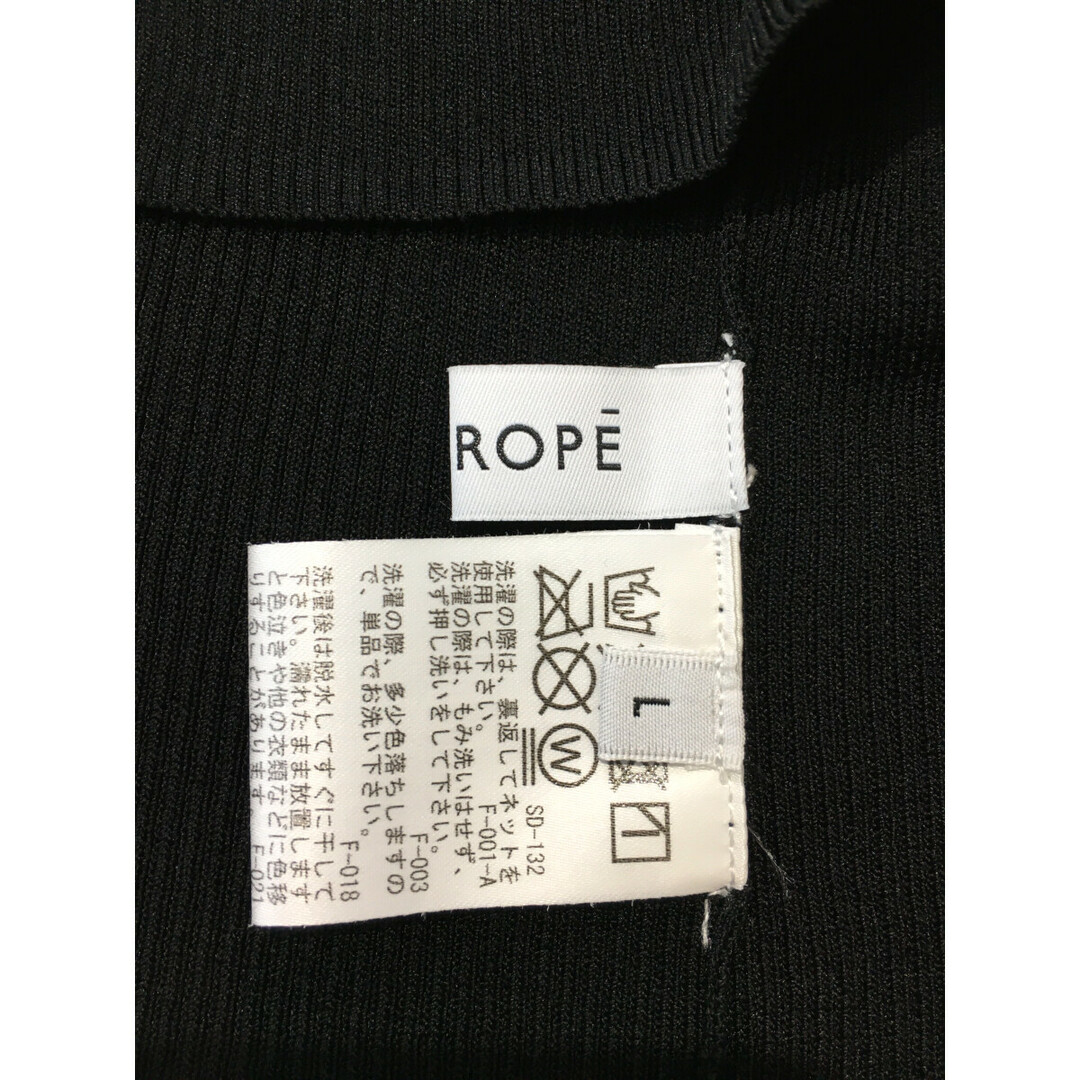 ROPÉ
L
W
SD-132
洗濯の際は、裏返してネットを
使用して下さい。 F-001-A
洗濯の際は、もみ洗いはせず、
必ず押し洗いをして下さい。
F-003
洗濯の際、多少色落ちしますの
で、単品でお洗い下さい。
F-018
洗濯後は脱水してすぐに干して
下さい。濡れたまま放置します
と色泣きや他の衣類などに色移
りすることがあります F-021